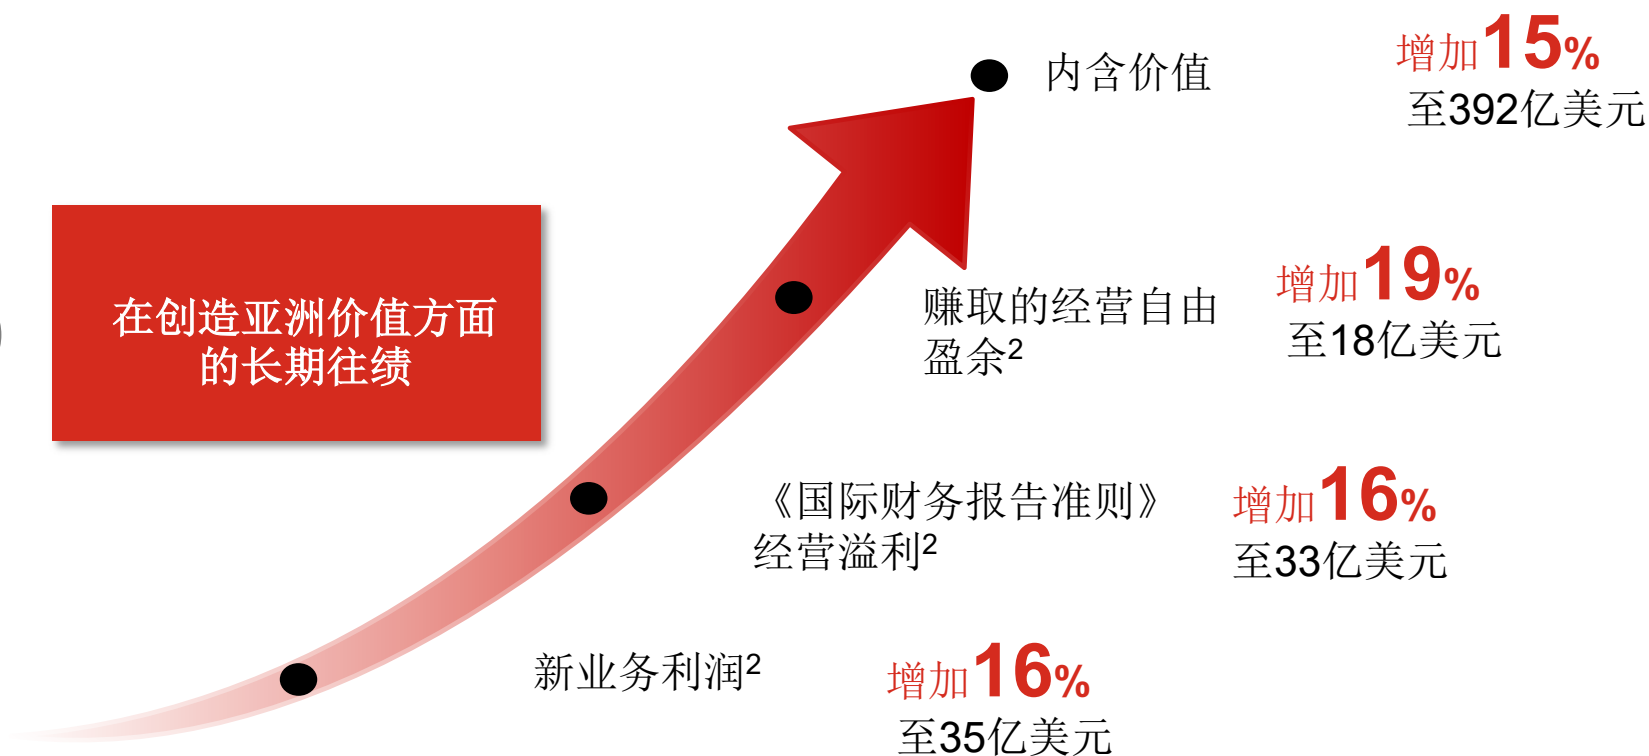 内含价值
增加15%
至392亿美元
在创造亚洲价值方面
的长期往绩
赚取的经营自由
盈余2
增加19%
至18亿美元
《国际财务报告准则》
经营溢利2
增加16%
至33亿美元
新业务利润2
增加16%
至35亿美元